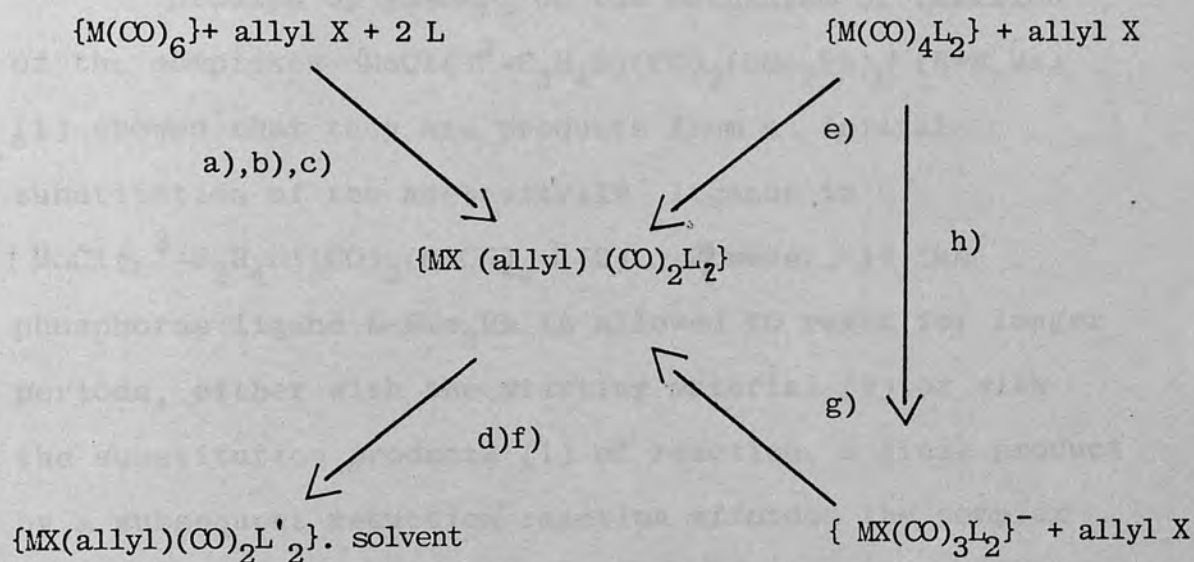 {M(CO)₆}+ allyl X + 2 L
{M(CO)₄L₂} + allyl X
a),b),c)
e)
h)
{MX (allyl) (CO)₂L₂}
g)
d)f)
{MX(allyl)(CO)₂L'₂}. solvent
{ MX(CO)₃L₂}⁻ + allyl X